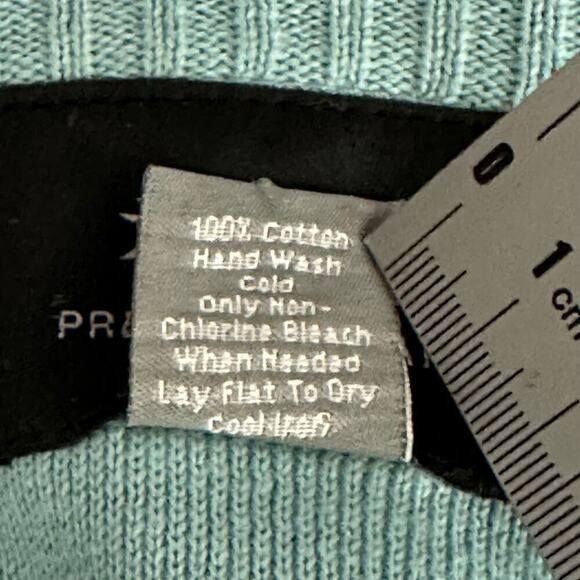 100% Cotton
Hand Wash
Cold
Only Non-
Chlorine Bleach
When Needed
Lay Flat To Dry
Cool Iron
PR
0
1
cm